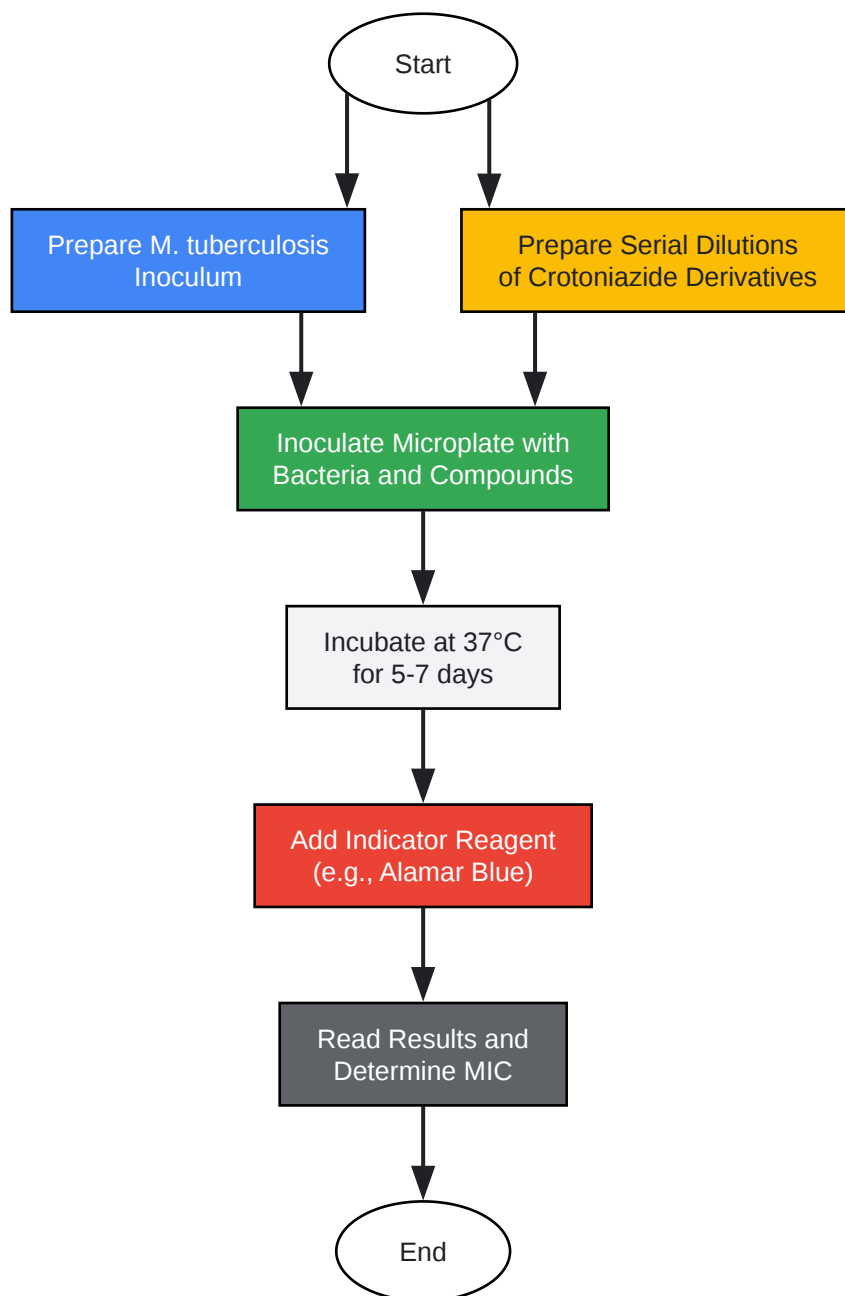 Start
Prepare M. tuberculosis
Inoculum
Prepare Serial Dilutions
of Crotoniazide Derivatives
Inoculate Microplate with
Bacteria and Compounds
Incubate at 37°C
for 5-7 days
Add Indicator Reagent
(e.g., Alamar Blue)
Read Results and
Determine MIC
End